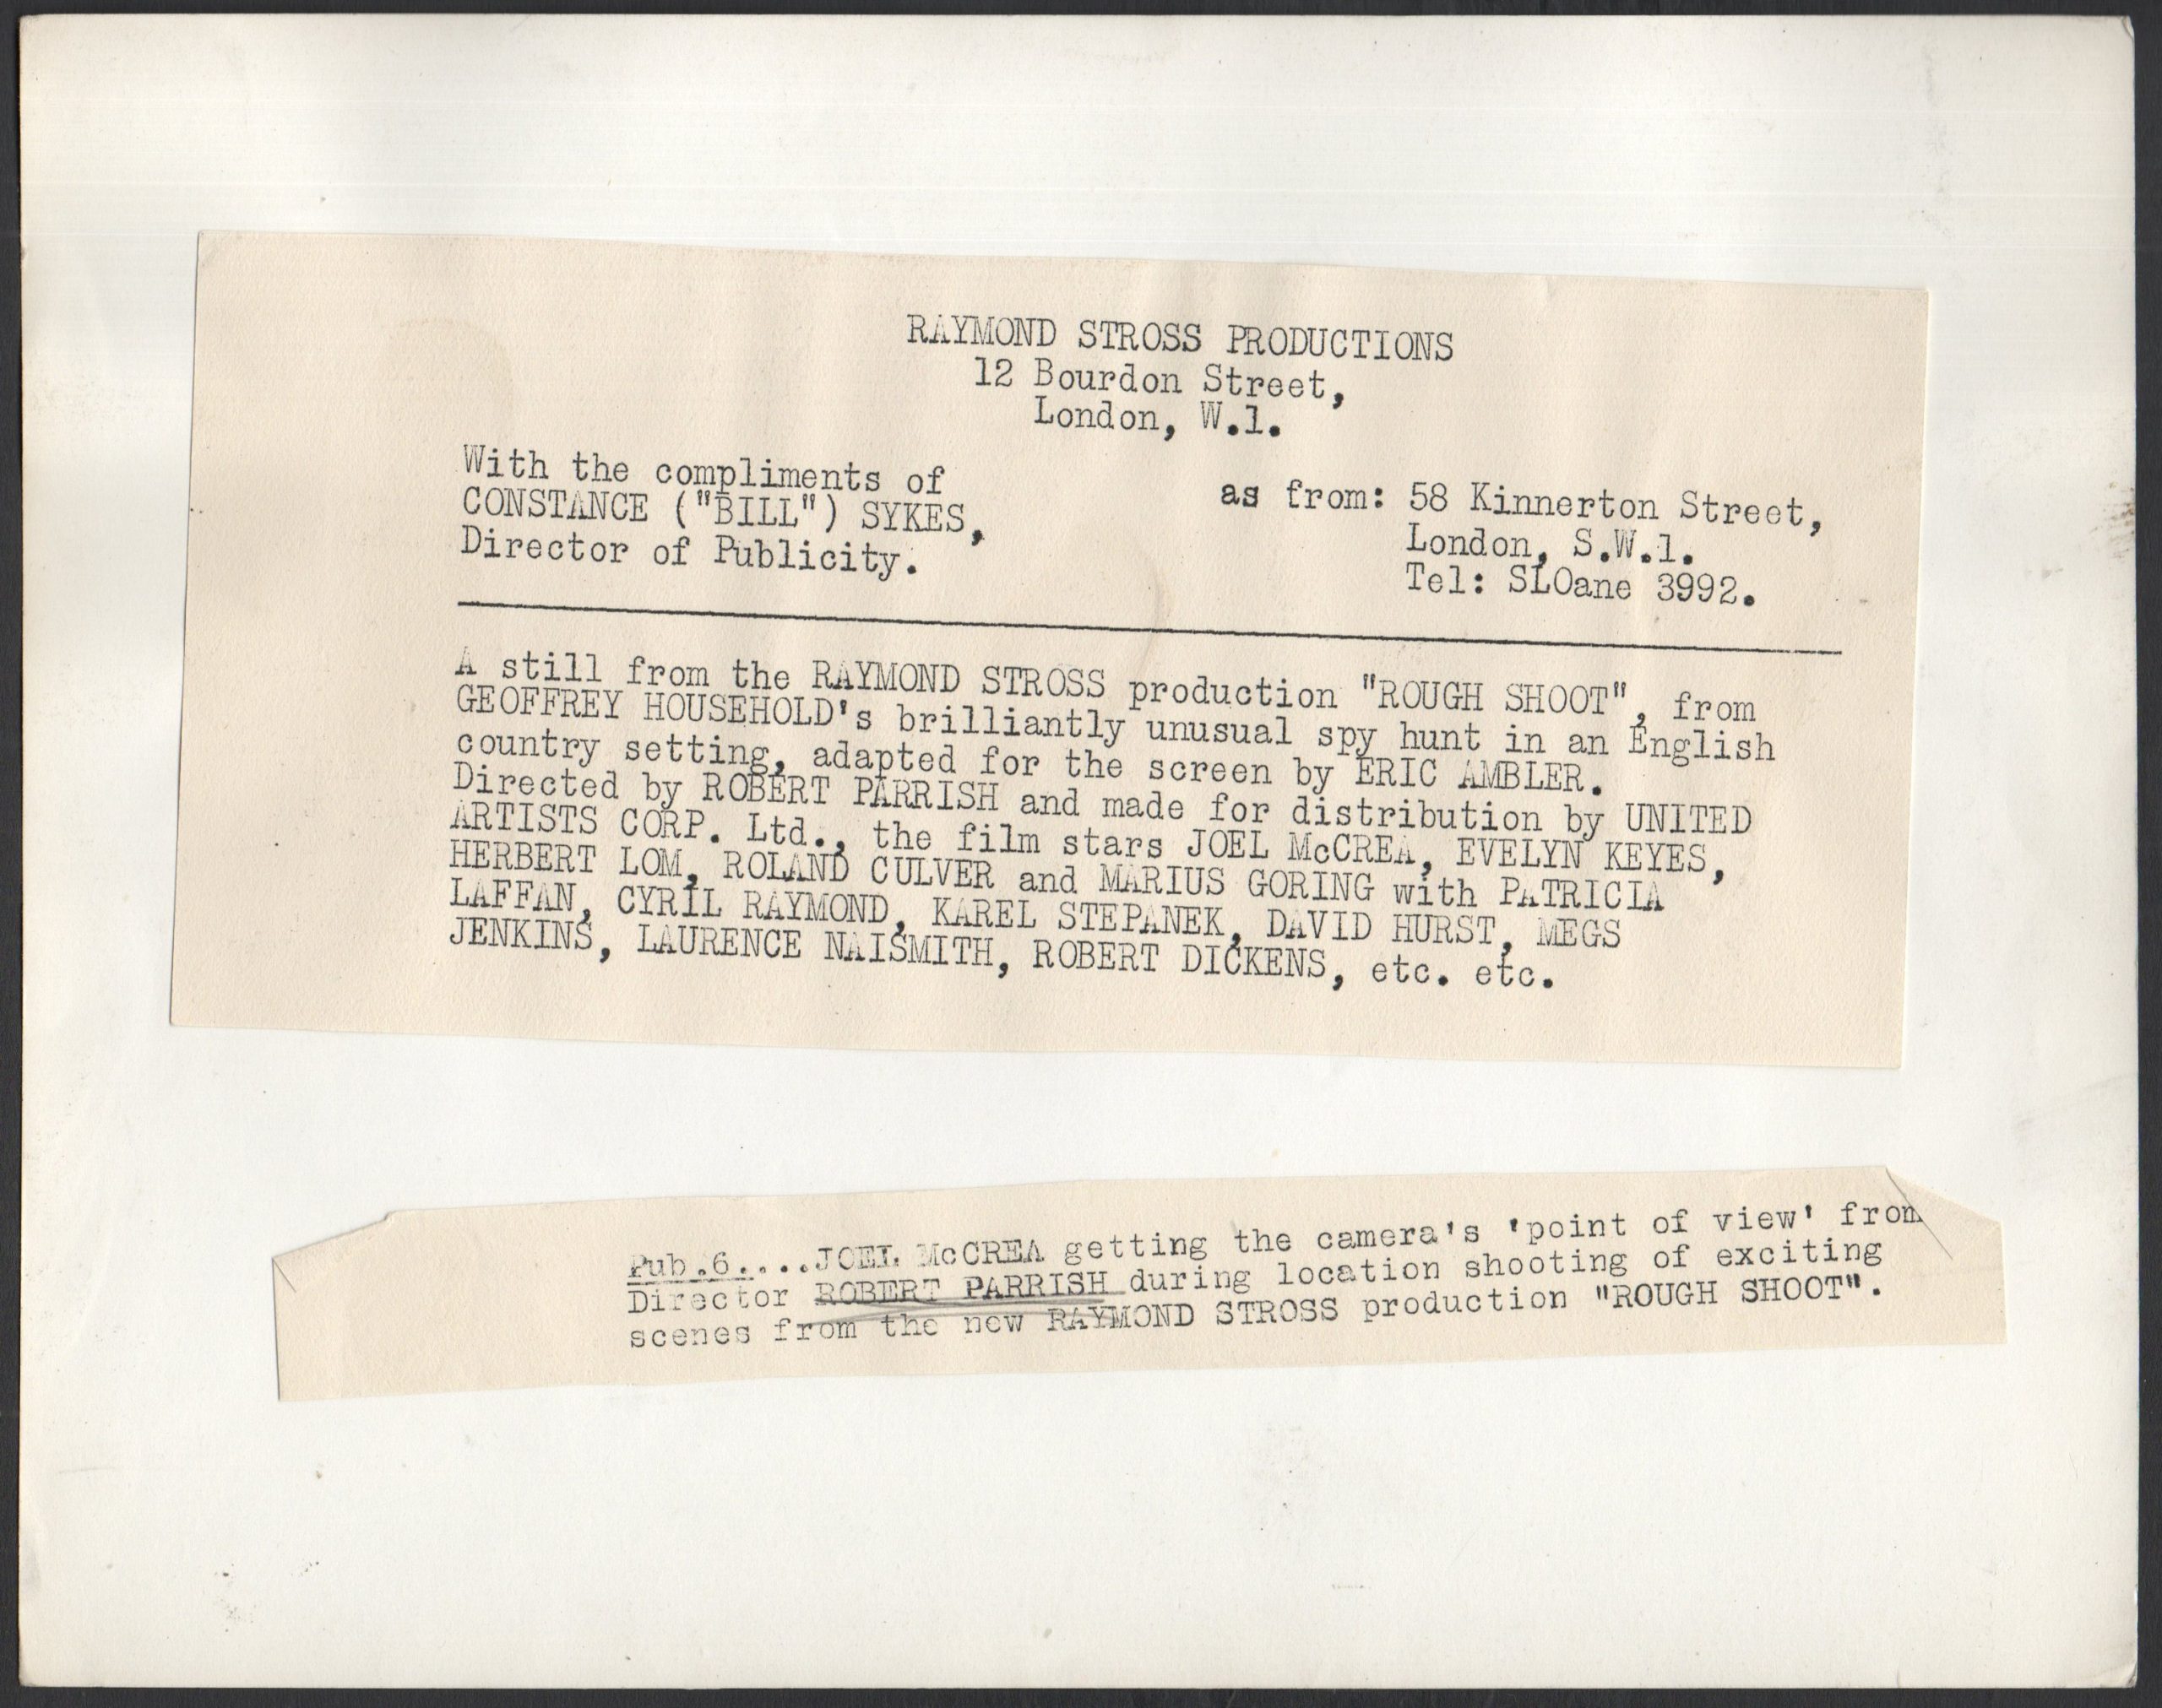 RAYMOND STROSS PRODUCTIONS
12 Bourdon Street,
London, W.1.
With the compliments of
CONSTANCE ("BILL") SYKES,
Director of Publicity.
as from: 58 Kinnerton Street,
London, S.W.1.
Tel: SLOane 3992.
A still from the RAYMOND STROSS production "ROUGH SHOOT", from
GEOFFREY HOUSEHOLD's brilliantly unusual spy hunt in an English
country setting, adapted for the screen by ERIC AMBLER.
Directed by ROBERT PARRISH and made for distribution by UNITED
ARTISTS CORP. Ltd., the film stars JOEL McCREA, EVELYN KEYES,
HERBERT LOM, ROLAND CULVER and MARIUS GORING with PATRICIA
LAFFAN, CYRIL RAYMOND, KAREL STEPANEK, DAVID HURST, MEGS
JENKINS, LAURENCE NAISMITH, ROBERT DICKENS, etc. etc.
Pub.6....JOEL McCREA getting the camera's 'point of view' from
Director ROBERT PARRISH during location shooting of exciting
scenes from the new RAYMOND STROSS production "ROUGH SHOOT".